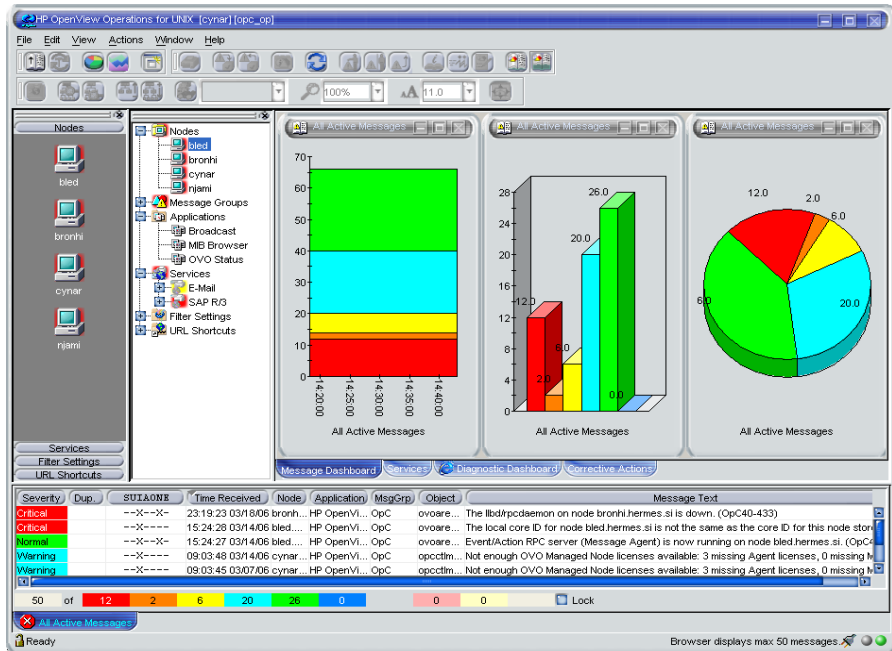 HP OpenView Operations for UNIX [cynar] [opc_op]
File Edit View Actions Window Help
100% 11.0
Nodes
bled
bronhi
cynar
njami
Services
Filter Settings
URL Shortcuts
Nodes
bled
bronhi
cynar
njami
Message Groups
Applications
Broadcast
MIB Browser
OVO Status
Services
E-Mail
SAP R/3
Filter Settings
URL Shortcuts
All Active Messages
70
60
50
40
30
20
10
0
14:20:00
14:25:00
14:30:00
14:35:00
14:40:00
All Active Messages
All Active Messages
28
24
20
16
12
8
4
0
12.0
2.0
6.0
20.0
26.0
0.0
All Active Messages
All Active Messages
12.0
2.0
6.0
20.0
6.0
All Active Messages
Message Dashboard Services Diagnostic Dashboard Corrective Actions
Severity Dup. SUIAONE Time Received Node Application MsgGrp Object Message Text
Critical --X--X- 23:19:23 03/18/06 bronh... HP OpenVi... OpC ovoare... The llbd/rpcdaemon on node bronhi.hermes.si is down. (OpC40-433)
Critical --X---- 15:24:28 03/14/06 bled.... HP OpenVi... OpC ovoare... The local core ID for node bled.hermes.si is not the same as the core ID for this node
Normal --X--X- 15:24:27 03/14/06 bled.... HP OpenVi... OpC ovoare... Event/Action RPC server (Message Agent) is now running on node bled.hermes.si.
Warning --X---- 09:03:48 03/14/06 cynar... HP OpenVi... OpC opcctlm... Not enough OVO Managed Node licenses available: 3 missing Agent licenses, 0 missing
Warning --X---- 09:03:45 03/07/06 cynar... HP OpenVi... OpC opcctlm... Not enough OVO Managed Node licenses available: 3 missing Agent licenses, 0 missing
50 of 12 2 6 20 26 0 0 0 Lock
All Active Messages
Ready Browser displays max 50 messages.